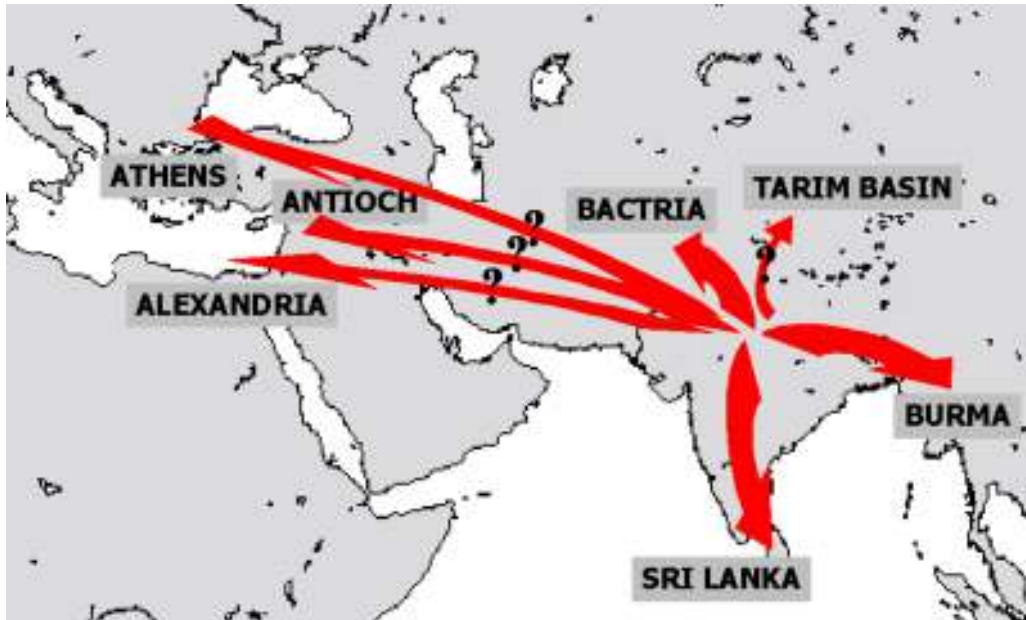 ATHENS
ANTIOCH
BACTRIA
TARIM BASIN
?
?
?
?
ALEXANDRIA
BURMA
SRI LANKA